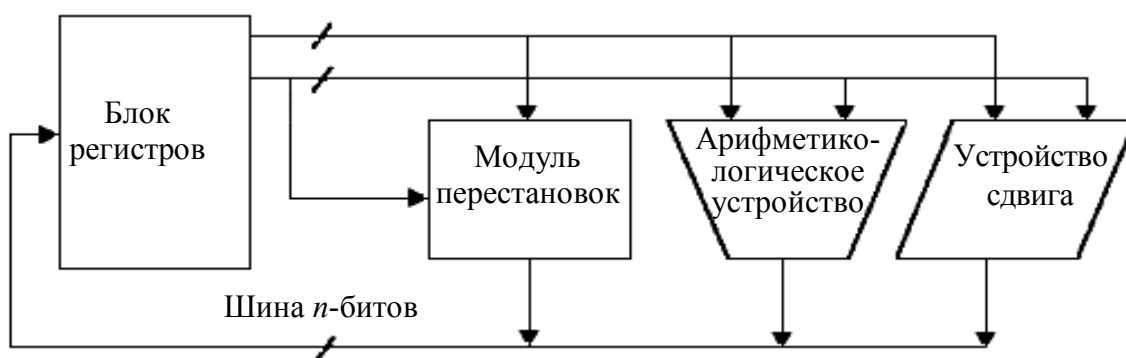 Блок
регистров
Модуль
перестановок
Арифметико-
логическое
устройство
Устройство
сдвига
Шина n-битов